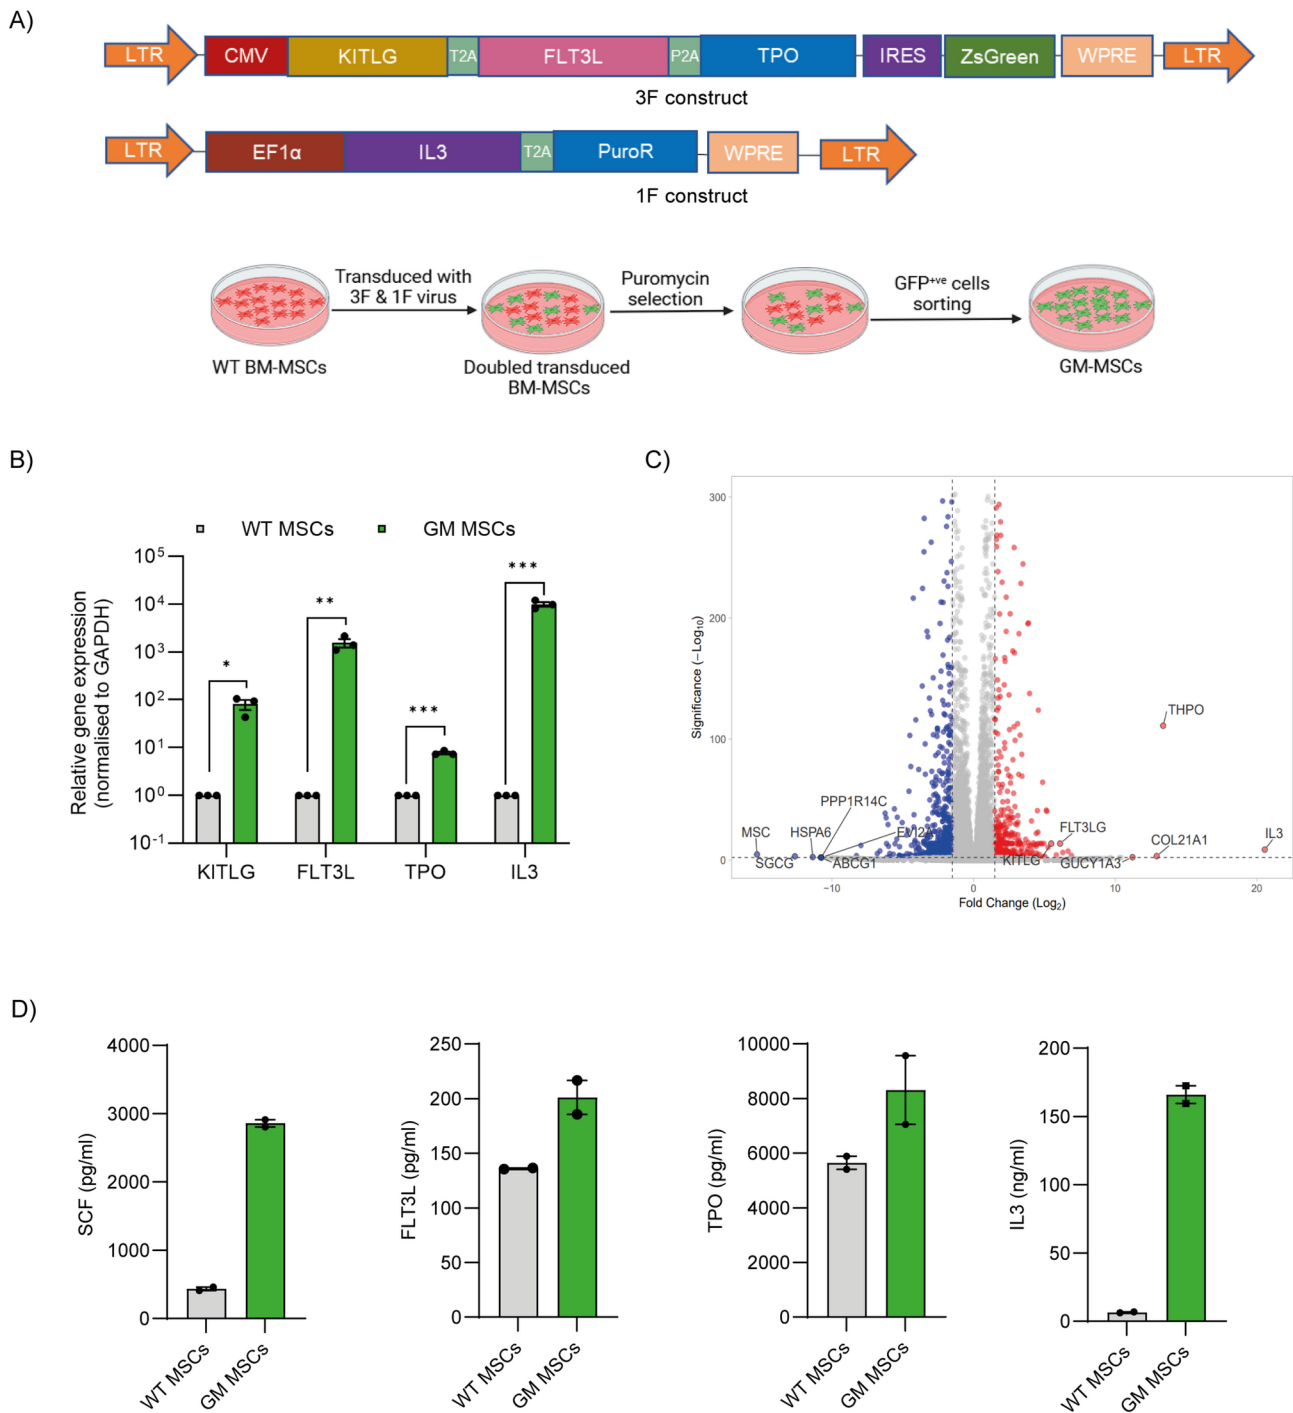 A)
LTR CMV KITLG T2A FLT3L P2A TPO IRES ZsGreen WPRE LTR
3F construct
LTR EF1α IL3 T2A PuroR WPRE LTR
1F construct
Transduced with
3F & 1F virus
Puromycin
selection
GFP+ve cells
sorting
WT BM-MSCs
Doubled transduced
BM-MSCs
GM-MSCs
B)
WT MSCs GM MSCs
Relative gene expression
(normalised to GAPDH)
10^5
10^4
10^3
10^2
10^1
10^0
10^-1
* ** *** ***
KITLG FLT3L TPO IL3
C)
Significance (−Log10)
300
200
100
0
THPO
PPP1R14C
MSC HSPA6 EVI2A FLT3LG COL21A1 IL3
SGCG ABCG1 KITLG GUCY1A3
−10 0 10 20
Fold Change (Log2)
D)
SCF (pg/ml)
4000
3000
2000
1000
0
WT MSCs GM MSCs
FLT3L (pg/ml)
250
200
150
100
50
0
WT MSCs GM MSCs
TPO (pg/ml)
10000
8000
6000
4000
2000
0
WT MSCs GM MSCs
IL3 (ng/ml)
200
150
100
50
0
WT MSCs GM MSCs